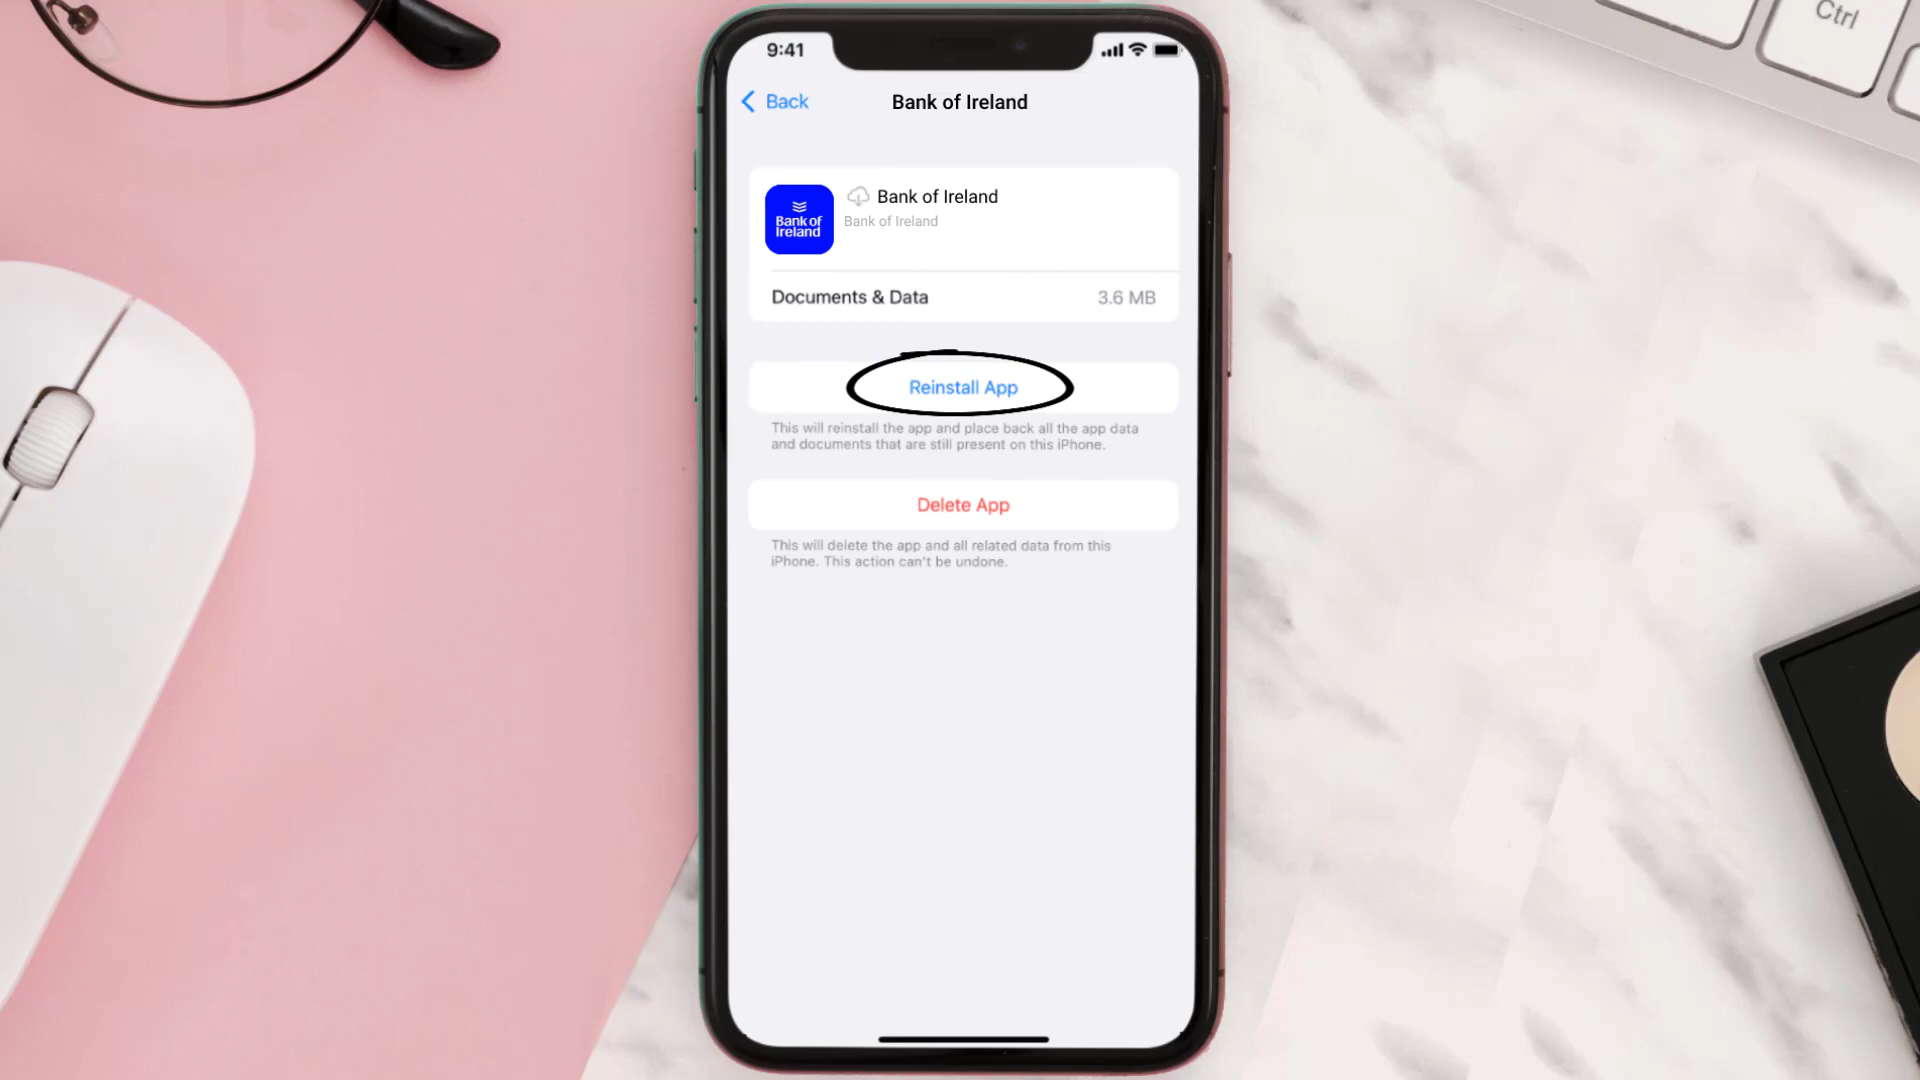 Ctrl
9:41
Back
Bank of Ireland
Bank of Ireland
Bank of Ireland
Bank of
Ireland
Documents & Data 3.6 MB
Reinstall App
This will reinstall the app and place back all the app data
and documents that are still present on this iPhone.
Delete App
This will delete the app and all related data from this
iPhone. This action can't be undone.